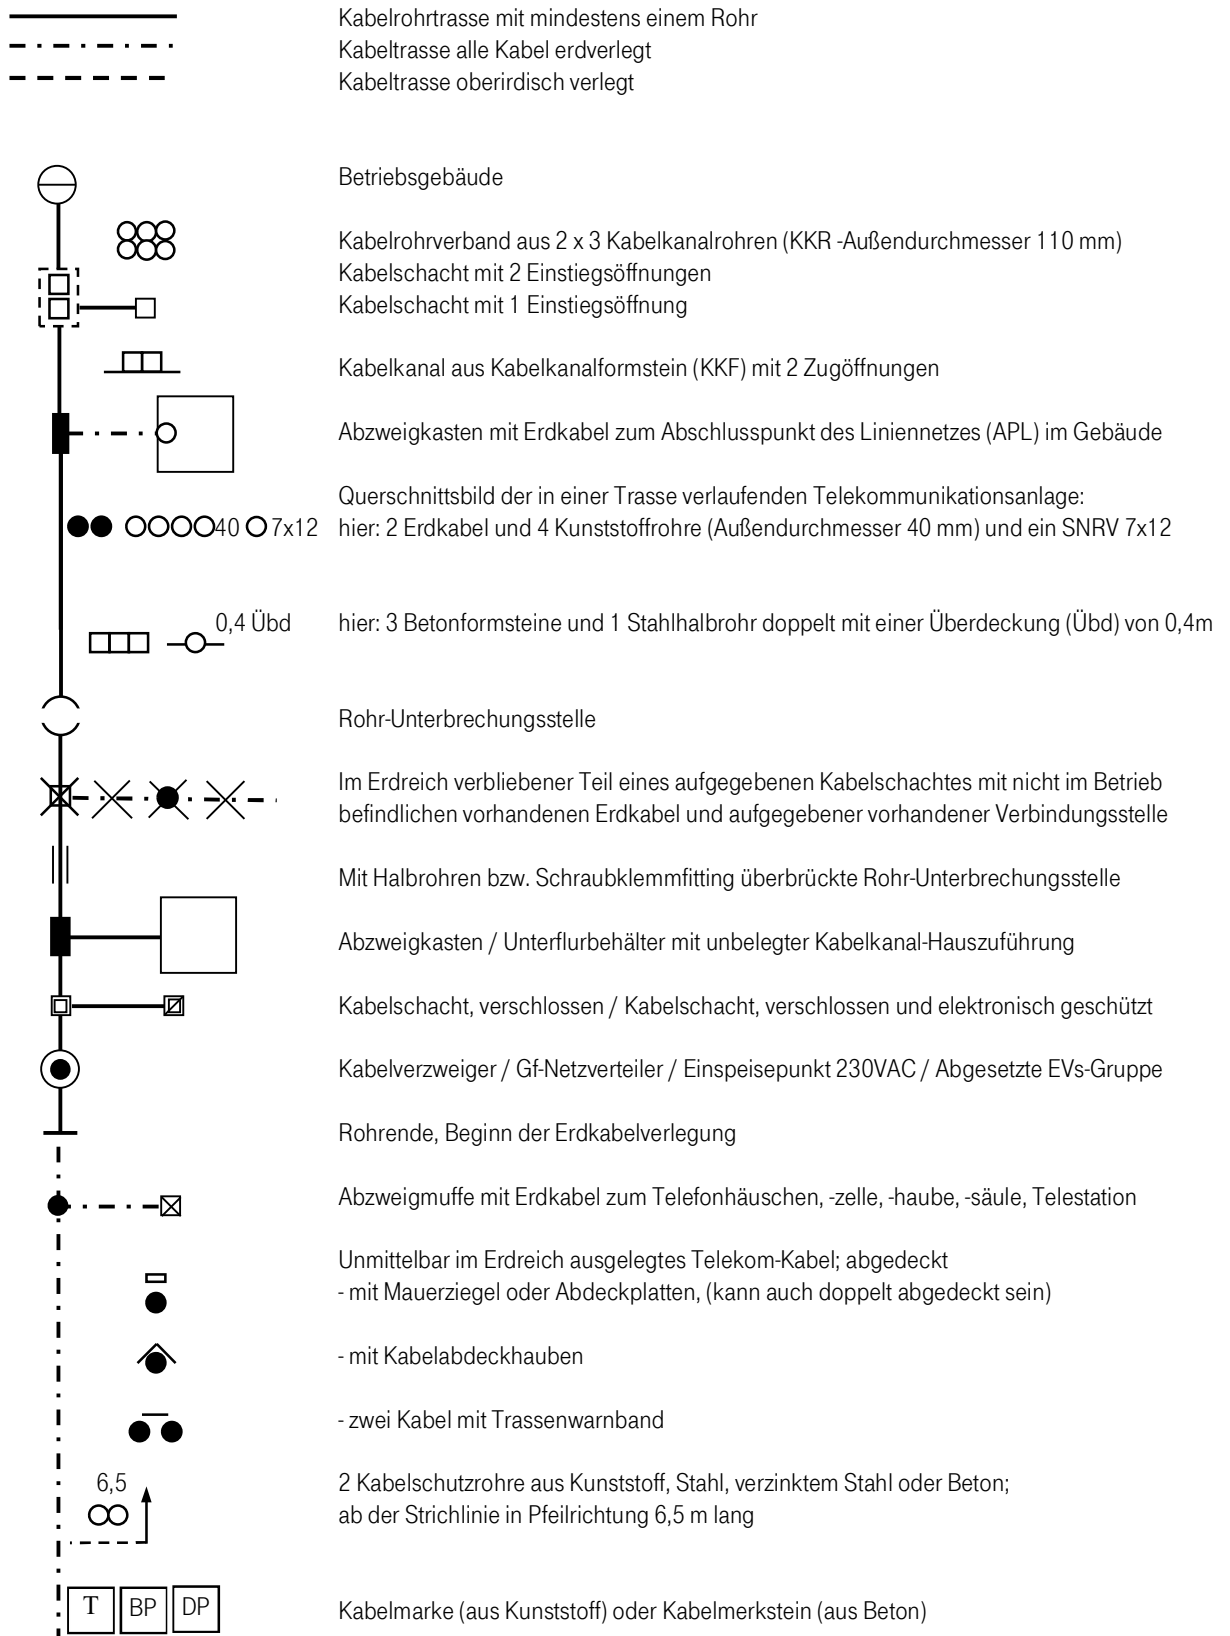 Kabelrohrtrasse mit mindestens einem Rohr
Kabeltrasse alle Kabel erdverlegt
Kabeltrasse oberirdisch verlegt
Betriebsgebäude
Kabelrohrverband aus 2 x 3 Kabelkanalrohren (KKR -Außendurchmesser 110 mm)
Kabelschacht mit 2 Einstiegsöffnungen
Kabelschacht mit 1 Einstiegsöffnung
Kabelkanal aus Kabelkanalformstein (KKF) mit 2 Zugöffnungen
Abzweigkasten mit Erdkabel zum Abschlusspunkt des Liniennetzes (APL) im Gebäude
Querschnittsbild der in einer Trasse verlaufenden Telekommunikationsanlage:
40 7x12 hier: 2 Erdkabel und 4 Kunststoffrohre (Außendurchmesser 40 mm) und ein SNRV 7x12
0,4 Übd hier: 3 Betonformsteine und 1 Stahlhalbrohr doppelt mit einer Überdeckung (Übd) von 0,4m
Rohr-Unterbrechungsstelle
Im Erdreich verbliebener Teil eines aufgegebenen Kabelschachtes mit nicht im Betrieb
befindlichen vorhandenen Erdkabel und aufgegebener vorhandener Verbindungsstelle
Mit Halbrohren bzw. Schraubklemmfitting überbrückte Rohr-Unterbrechungsstelle
Abzweigkasten / Unterflurbehälter mit unbelegter Kabelkanal-Hauszuführung
Kabelschacht, verschlossen / Kabelschacht, verschlossen und elektronisch geschützt
Kabelverzweiger / Gf-Netzverteiler / Einspeisepunkt 230VAC / Abgesetzte EVs-Gruppe
Rohrende, Beginn der Erdkabelverlegung
Abzweigmuffe mit Erdkabel zum Telefonhäuschen, -zelle, -haube, -säule, Telestation
Unmittelbar im Erdreich ausgelegtes Telekom-Kabel; abgedeckt
- mit Mauerziegel oder Abdeckplatten, (kann auch doppelt abgedeckt sein)
- mit Kabelabdeckhauben
- zwei Kabel mit Trassenwarnband
6,5 2 Kabelschutzrohre aus Kunststoff, Stahl, verzinktem Stahl oder Beton;
ab der Strichlinie in Pfeilrichtung 6,5 m lang
T BP DP Kabelmarke (aus Kunststoff) oder Kabelmerkstein (aus Beton)